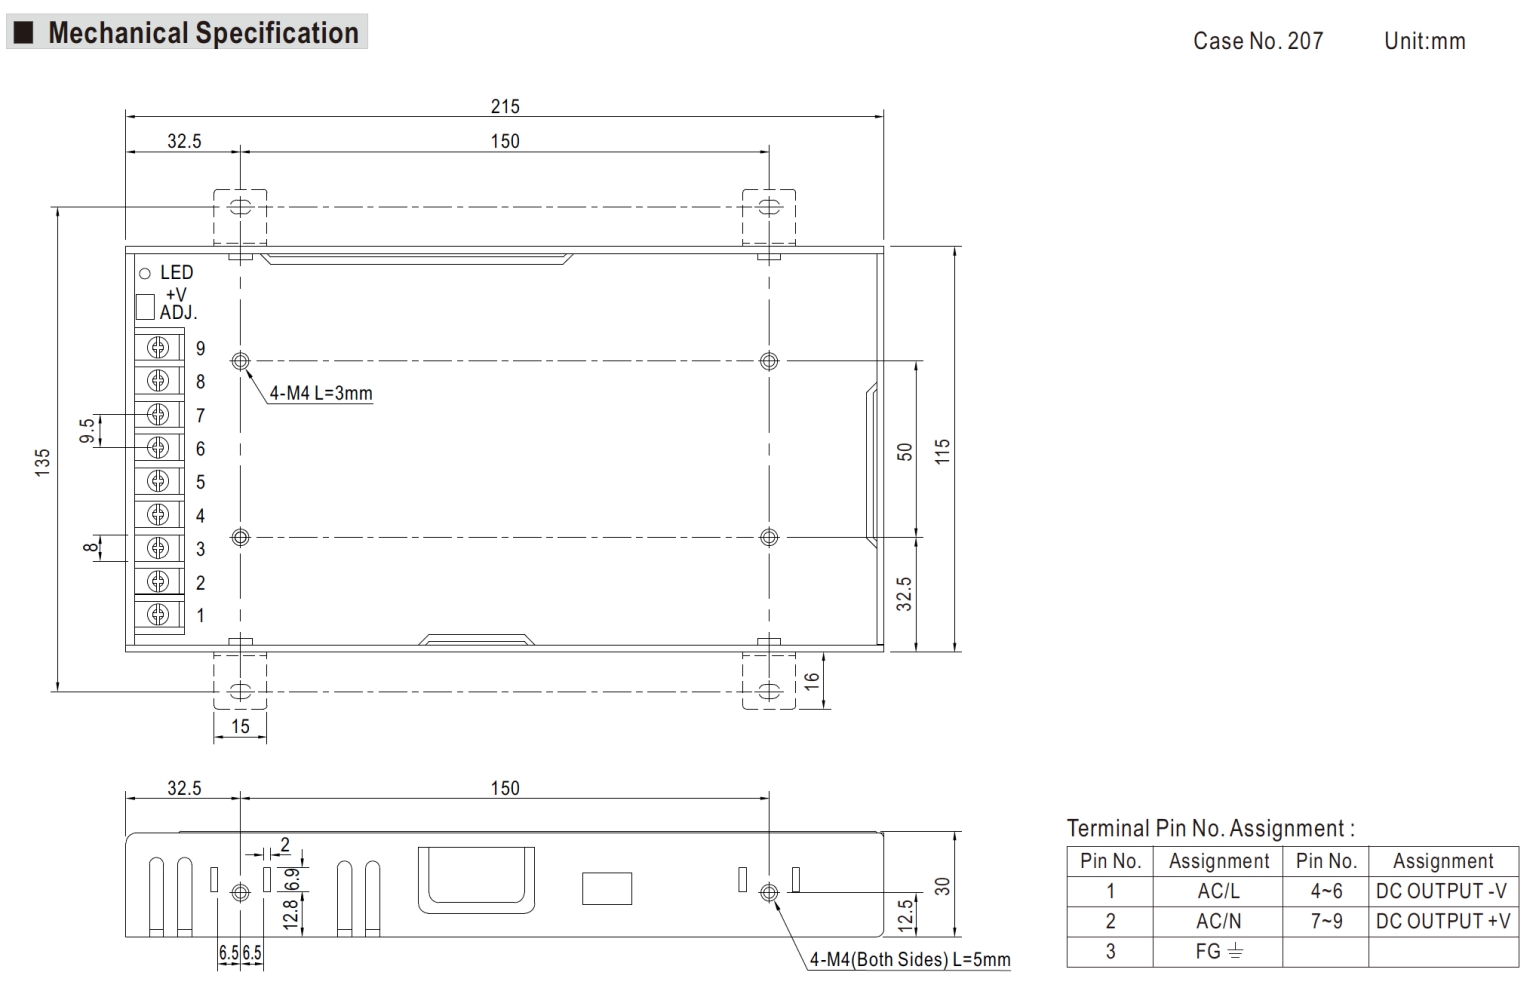 ■ Mechanical Specification
Case No. 207 Unit:mm
215
32.5 150
LED
+V
ADJ.
9
8
7
6
5
4
3
2
1
4-M4 L=3mm
9.5
135
8
50
115
32.5
16
15
32.5 150
2
6.9
12.8
6.5 6.5
12.5
30
4-M4(Both Sides) L=5mm
Terminal Pin No. Assignment :
Pin No. Assignment Pin No. Assignment
1 AC/L 4~6 DC OUTPUT -V
2 AC/N 7~9 DC OUTPUT +V
3 FG ⏚